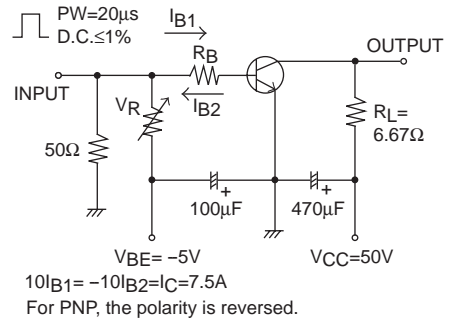 PW=20μs
D.C.≤1%
IB1
RB
OUTPUT
INPUT
VR
IB2
RL=
6.67Ω
50Ω
+
+
100μF
470μF
VBE= –5V
VCC=50V
10IB1= –10IB2=IC=7.5A
For PNP, the polarity is reversed.